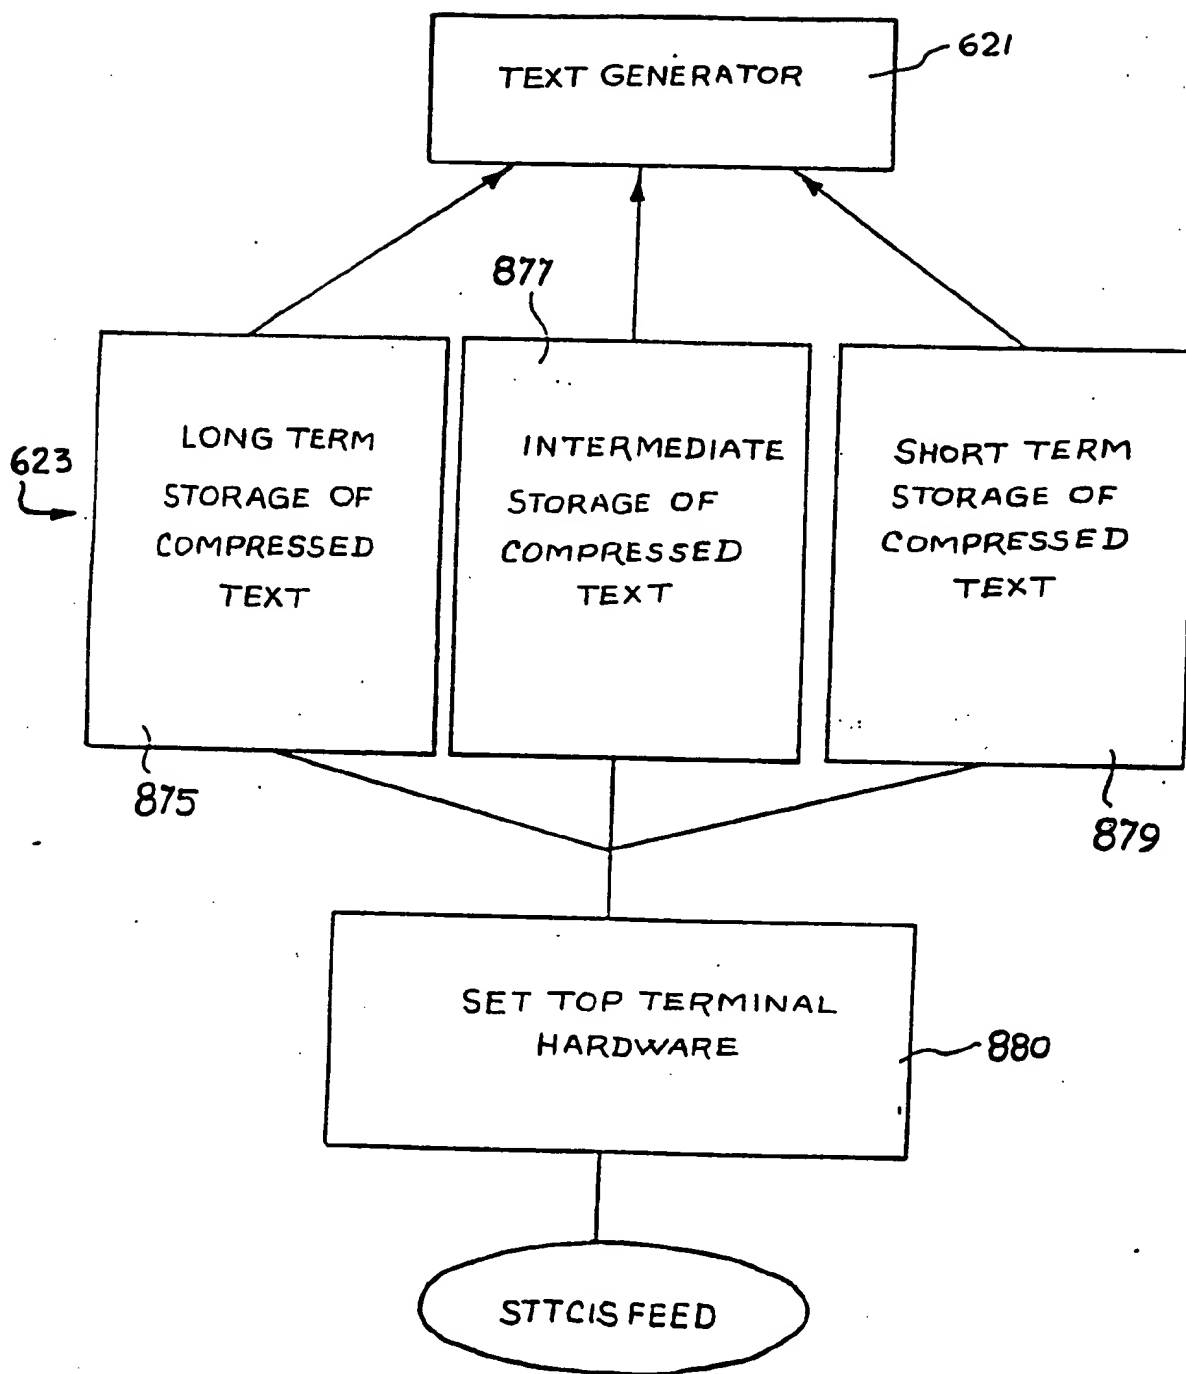 TEXT GENERATOR
621
877
623
LONG TERM
STORAGE OF
COMPRESSED
TEXT
INTERMEDIATE
STORAGE OF
COMPRESSED
TEXT
SHORT TERM
STORAGE OF
COMPRESSED
TEXT
875
879
SET TOP TERMINAL
HARDWARE
880
STTCIS FEED